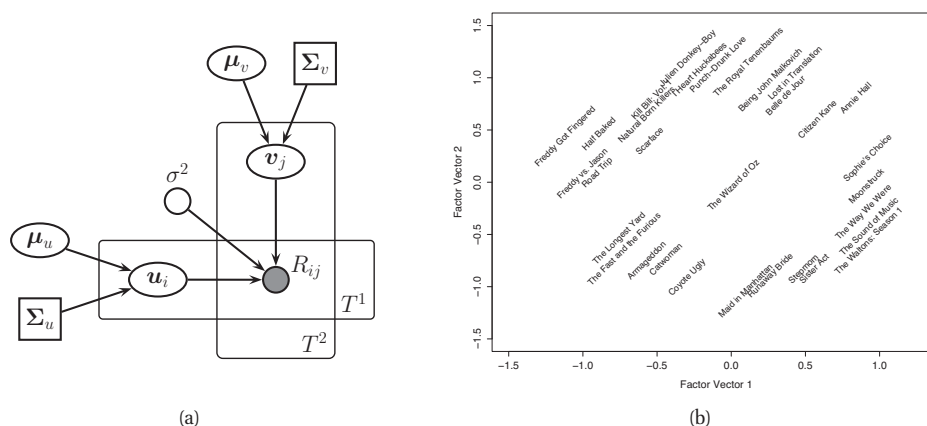 μ_v
Σ_v
v_j
σ²
μ_u
u_i
R_ij
Σ_u
T¹
T²
(a)
Factor Vector 2
1.5
1.0
0.5
0.0
−0.5
−1.0
−1.5
Freddy Got Fingered
Half Baked
Freddy vs. Jason
Road Trip
Kill Bill: Vol. 1
Natural Born Killers
Scarface
Julien Donkey−Boy
I Heart Huckabees
Punch−Drunk Love
The Royal Tenenbaums
Being John Malkovich
Lost in Translation
Belle de Jour
Citizen Kane
Annie Hall
The Wizard of Oz
Sophie's Choice
Moonstruck
The Way We Were
The Sound of Music
The Waltons: Season 1
The Longest Yard
The Fast and the Furious
Armageddon
Catwoman
Coyote Ugly
Maid in Manhattan
Runaway Bride
Stepmom
Sister Act
−1.5 −1.0 −0.5 0.0 0.5 1.0
Factor Vector 1
(b)